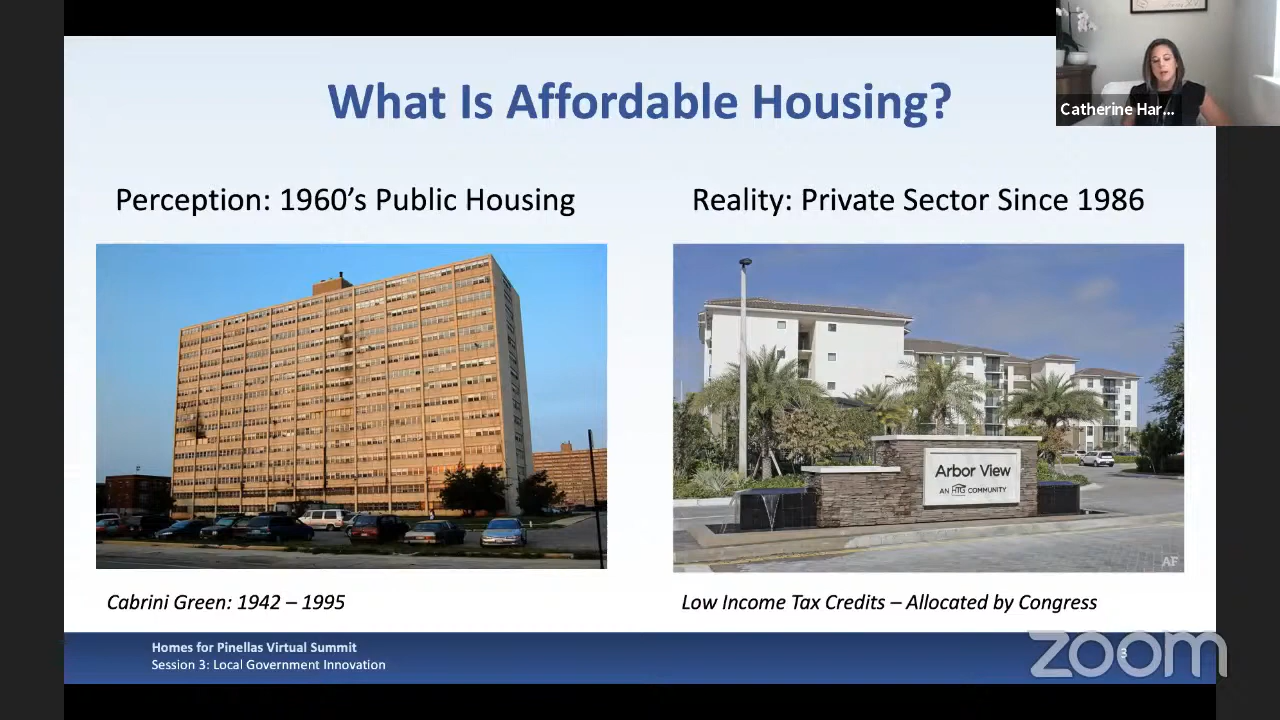 What Is Affordable Housing?
Catherine Har...
Perception: 1960's Public Housing
Reality: Private Sector Since 1986
Arbor View
AN HTG COMMUNITY
AF
Cabrini Green: 1942 – 1995
Low Income Tax Credits – Allocated by Congress
Homes for Pinellas Virtual Summit
Session 3: Local Government Innovation
3
zoom